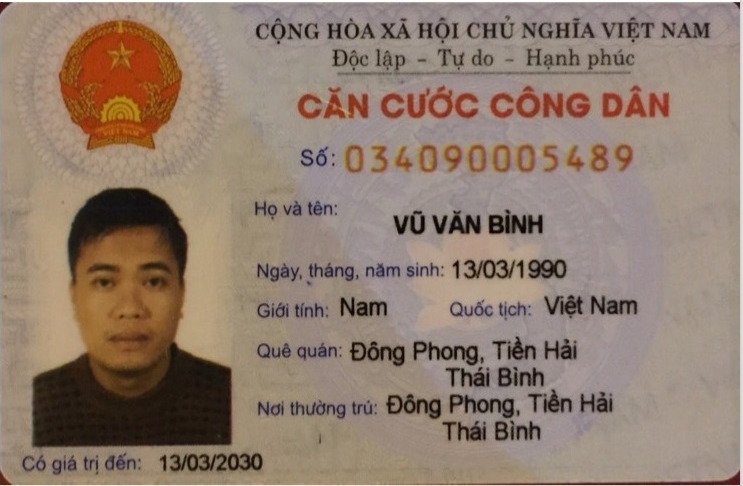 CỘNG HÒA XÃ HỘI CHỦ NGHĨA VIỆT NAM
Độc lập - Tự do - Hạnh phúc
CĂN CƯỚC CÔNG DÂN
Số: 034090005489
Họ và tên: VŨ VĂN BÌNH
Ngày, tháng, năm sinh: 13/03/1990
Giới tính: Nam Quốc tịch: Việt Nam
Quê quán: Đông Phong, Tiền Hải
Thái Bình
Nơi thường trú: Đông Phong, Tiền Hải
Thái Bình
Có giá trị đến: 13/03/2030
VIỆT NAM